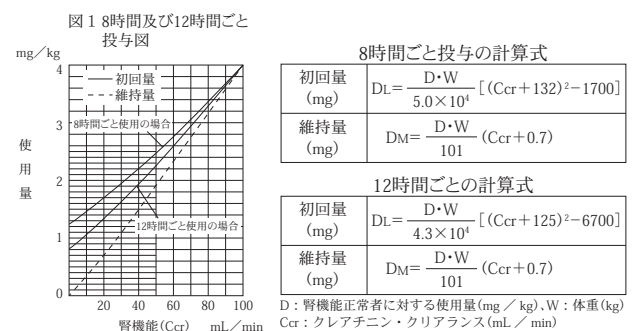 図1 8時間及び12時間ごと
投与図
mg／kg
4
3
2
1
0
使用量
初回量
維持量
8時間ごと使用の場合
12時間ごと使用の場合
20 40 60 80 100
腎機能(Ccr) mL／min
8時間ごと投与の計算式
初回量(mg) DL=D・W/5.0×10⁴［(Ccr＋132)²−1700］
維持量(mg) DM=D・W/101 (Ccr＋0.7)
12時間ごとの計算式
初回量(mg) DL=D・W/4.3×10⁴［(Ccr＋125)²−6700］
維持量(mg) DM=D・W/101 (Ccr＋0.7)
D：腎機能正常者に対する使用量(mg／kg)、W：体重(kg)
Ccr：クレアチニン・クリアランス(mL／min)